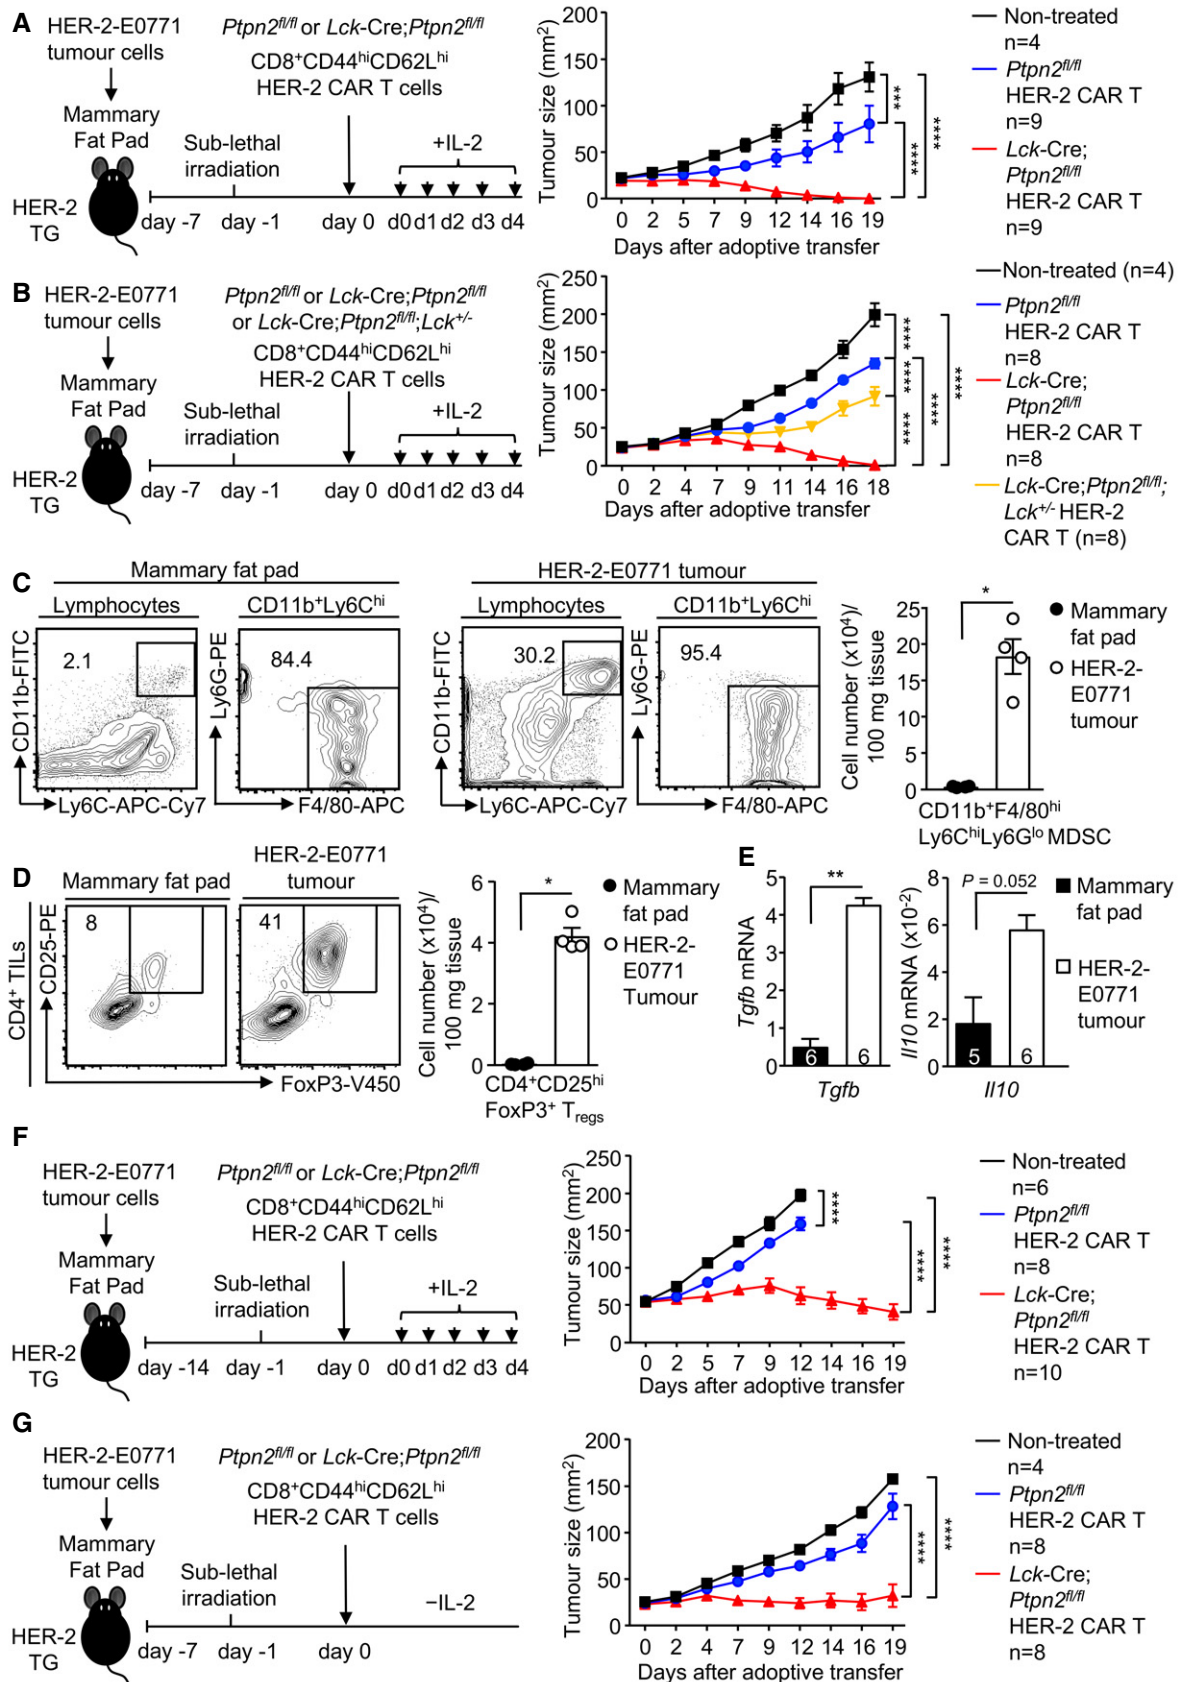 A
HER-2-E0771
tumour cells
Mammary
Fat Pad
HER-2
TG
Ptpn2fl/fl or Lck-Cre;Ptpn2fl/fl
CD8+CD44hiCD62Lhi
HER-2 CAR T cells
Sub-lethal
irradiation
+IL-2
day -7 day -1 day 0 d0 d1 d2 d3 d4
Tumour size (mm2)
200
150
100
50
0
0 2 5 7 9 12 14 16 19
Days after adoptive transfer
***
****
****
Non-treated
n=4
Ptpn2fl/fl
HER-2 CAR T
n=9
Lck-Cre;
Ptpn2fl/fl
HER-2 CAR T
n=9
B
HER-2-E0771
tumour cells
Mammary
Fat Pad
HER-2
TG
Ptpn2fl/fl or Lck-Cre;Ptpn2fl/fl
or Lck-Cre;Ptpn2fl/fl;Lck+/-
CD8+CD44hiCD62Lhi
HER-2 CAR T cells
Sub-lethal
irradiation
+IL-2
day -7 day -1 day 0 d0 d1 d2 d3 d4
Tumour size (mm2)
250
200
150
100
50
0
0 2 4 7 9 11 14 16 18
Days after adoptive transfer
****
****
****
****
****
Non-treated (n=4)
Ptpn2fl/fl
HER-2 CAR T
n=8
Lck-Cre;
Ptpn2fl/fl
HER-2 CAR T
n=8
Lck-Cre;Ptpn2fl/fl;
Lck+/- HER-2
CAR T (n=8)
C
Mammary fat pad
Lymphocytes
CD11b+Ly6Chi
2.1
84.4
CD11b-FITC
Ly6C-APC-Cy7
Ly6G-PE
F4/80-APC
HER-2-E0771 tumour
Lymphocytes
CD11b+Ly6Chi
30.2
95.4
CD11b-FITC
Ly6C-APC-Cy7
Ly6G-PE
F4/80-APC
Cell number (x104)/
100 mg tissue
25
20
15
10
5
0
*
CD11b+F4/80hi
Ly6ChiLy6Glo MDSC
Mammary
fat pad
HER-2-
E0771
tumour
D
Mammary fat pad
HER-2-E0771
tumour
CD4+ TILs
CD25-PE
8
41
FoxP3-V450
Cell number (x104)/
100 mg tissue
6
4
2
0
*
CD4+CD25hi
FoxP3+ Tregs
Mammary
fat pad
HER-2-
E0771
Tumour
E
Tgfb mRNA
5
4
3
2
1
0
**
6 6
Tgfb
Il10 mRNA (x10-2)
8
6
4
2
0
P = 0.052
5 6
Il10
Mammary
fat pad
HER-2-
E0771
tumour
F
HER-2-E0771
tumour cells
Mammary
Fat Pad
HER-2
TG
Ptpn2fl/fl or Lck-Cre;Ptpn2fl/fl
CD8+CD44hiCD62Lhi
HER-2 CAR T cells
Sub-lethal
irradiation
+IL-2
day -14 day -1 day 0 d0 d1 d2 d3 d4
Tumour size (mm2)
250
200
150
100
50
0
0 2 5 7 9 12 14 16 19
Days after adoptive transfer
****
****
****
Non-treated
n=6
Ptpn2fl/fl
HER-2 CAR T
n=8
Lck-Cre;
Ptpn2fl/fl
HER-2 CAR T
n=10
G
HER-2-E0771
tumour cells
Mammary
Fat Pad
HER-2
TG
Ptpn2fl/fl or Lck-Cre;Ptpn2fl/fl
CD8+CD44hiCD62Lhi
HER-2 CAR T cells
Sub-lethal
irradiation
−IL-2
day -7 day -1 day 0
Tumour size (mm2)
200
150
100
50
0
0 2 4 7 9 12 14 16 19
Days after adoptive transfer
****
****
Non-treated
n=4
Ptpn2fl/fl
HER-2 CAR T
n=8
Lck-Cre;
Ptpn2fl/fl
HER-2 CAR T
n=8